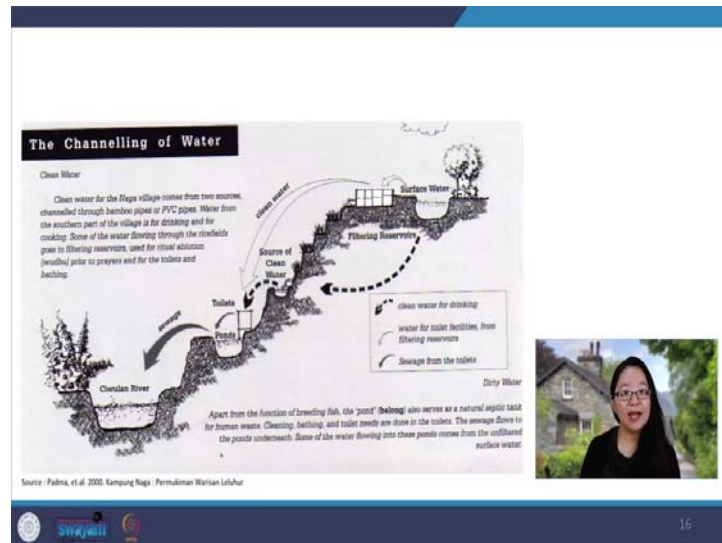 The Channelling of Water
Clean Water
Clean water for the Naga village comes from two sources,
channelled through bamboo pipes or PVC pipes. Water from
the southern part of the village is for drinking and for
cooking. Some of the water flowing through the ricefields
goes to filtering reservoirs, used for ritual ablution
(wudhu) prior to prayers and for the toilets and
bathing.
clean water
Surface Water
Filtering Reservoirs
Source of
Clean
Water
Toilets
sewage
Ponds
Ciwulan River
clean water for drinking
water for toilet facilities, from
filtering reservoirs
Sewage from the toilets
Dirty Water
Apart from the function of breeding fish, the 'pond' (balong) also serves as a natural septic tank
for human waste. Cleaning, bathing, and toilet needs are done in the toilets. The sewage flows to
the ponds underneath. Some of the water flowing into these ponds comes from the unfiltered
surface water.
Source : Padma, et.al. 2000. Kampung Naga : Permukiman Warisan Leluhur
swayam
16